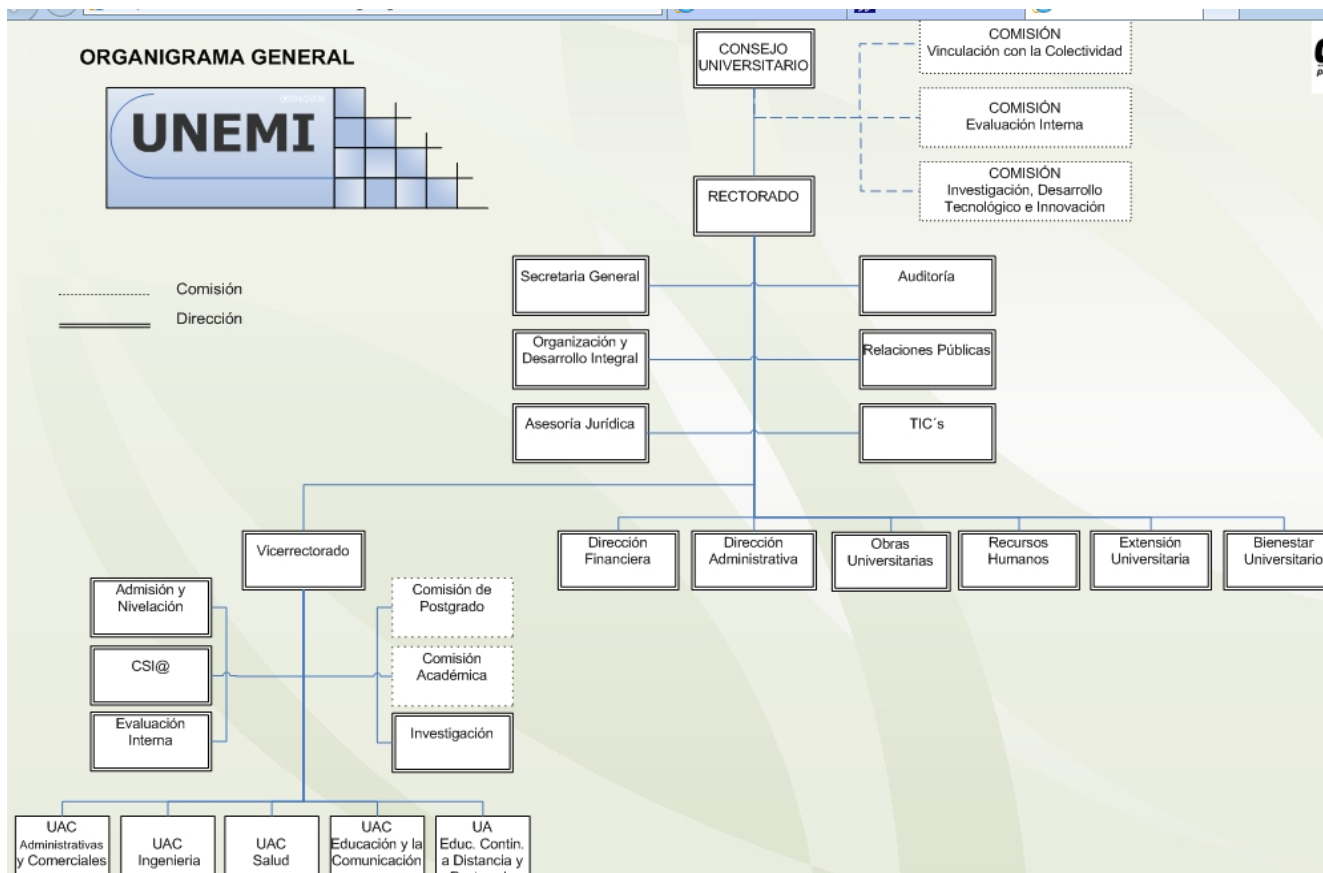 ORGANIGRAMA GENERAL
UNEMI
Comisión
Dirección
CONSEJO
UNIVERSITARIO
COMISIÓN
Vinculación con la Colectividad
COMISIÓN
Evaluación Interna
COMISIÓN
Investigación, Desarrollo
Tecnológico e Innovación
RECTORADO
Secretaria General
Auditoría
Organización y
Desarrollo Integral
Relaciones Públicas
Asesoría Jurídica
TIC´s
Vicerrectorado
Dirección
Financiera
Dirección
Administrativa
Obras
Universitarias
Recursos
Humanos
Extensión
Universitaria
Bienestar
Universitario
Admisión y
Nivelación
Comisión de
Postgrado
CSI@
Comisión
Académica
Evaluación
Interna
Investigación
UAC
Administrativas
y Comerciales
UAC
Ingenieria
UAC
Salud
UAC
Educación y la
Comunicación
UA
Educ. Contin.
a Distancia y